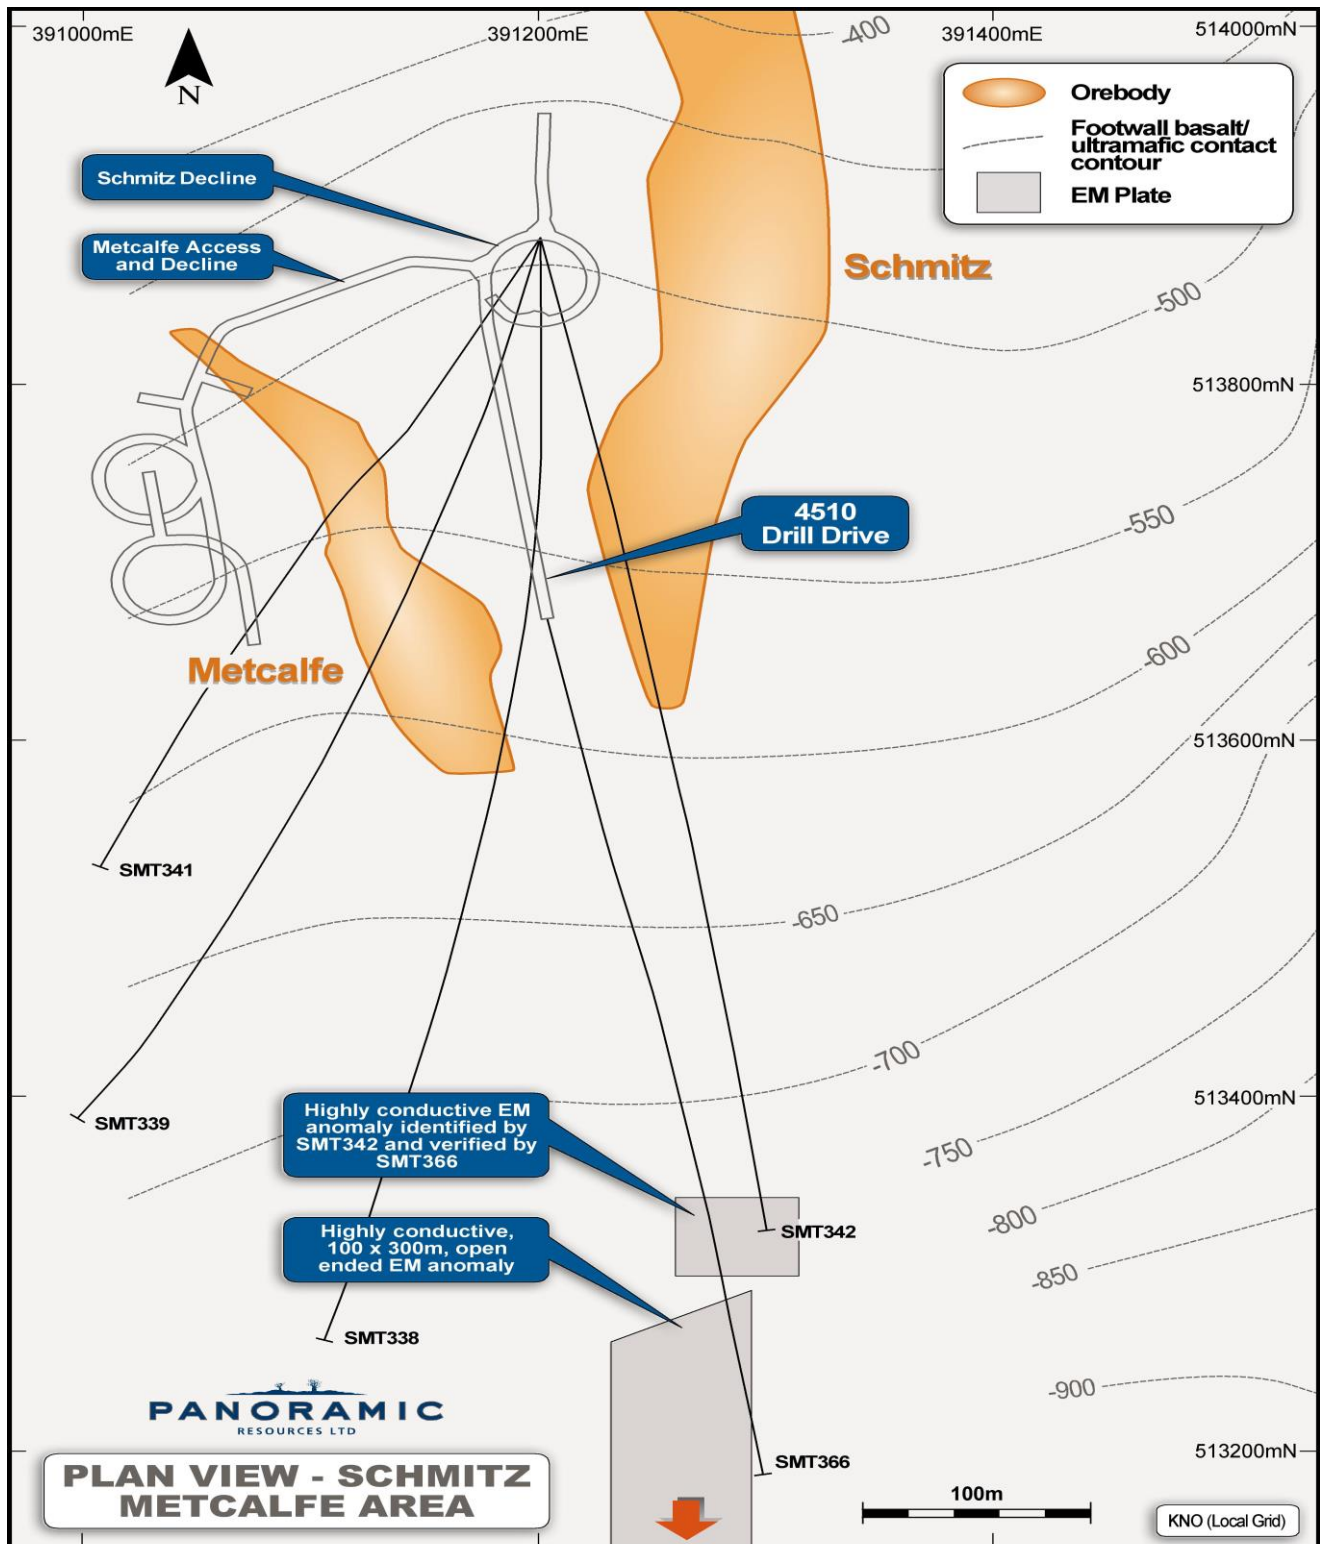 391000mE
391200mE
391400mE
514000mN
-400
N
Orebody
Footwall basalt/
ultramafic contact
contour
EM Plate
Schmitz Decline
Metcalfe Access
and Decline
Schmitz
-500
513800mN
4510
Drill Drive
-550
Metcalfe
-600
513600mN
SMT341
-650
-700
SMT339
Highly conductive EM
anomaly identified by
SMT342 and verified by
SMT366
513400mN
-750
SMT342
-800
Highly conductive,
100 x 300m, open
ended EM anomaly
-850
SMT338
-900
PANORAMIC
RESOURCES LTD
SMT366
513200mN
PLAN VIEW - SCHMITZ
METCALFE AREA
100m
KNO (Local Grid)